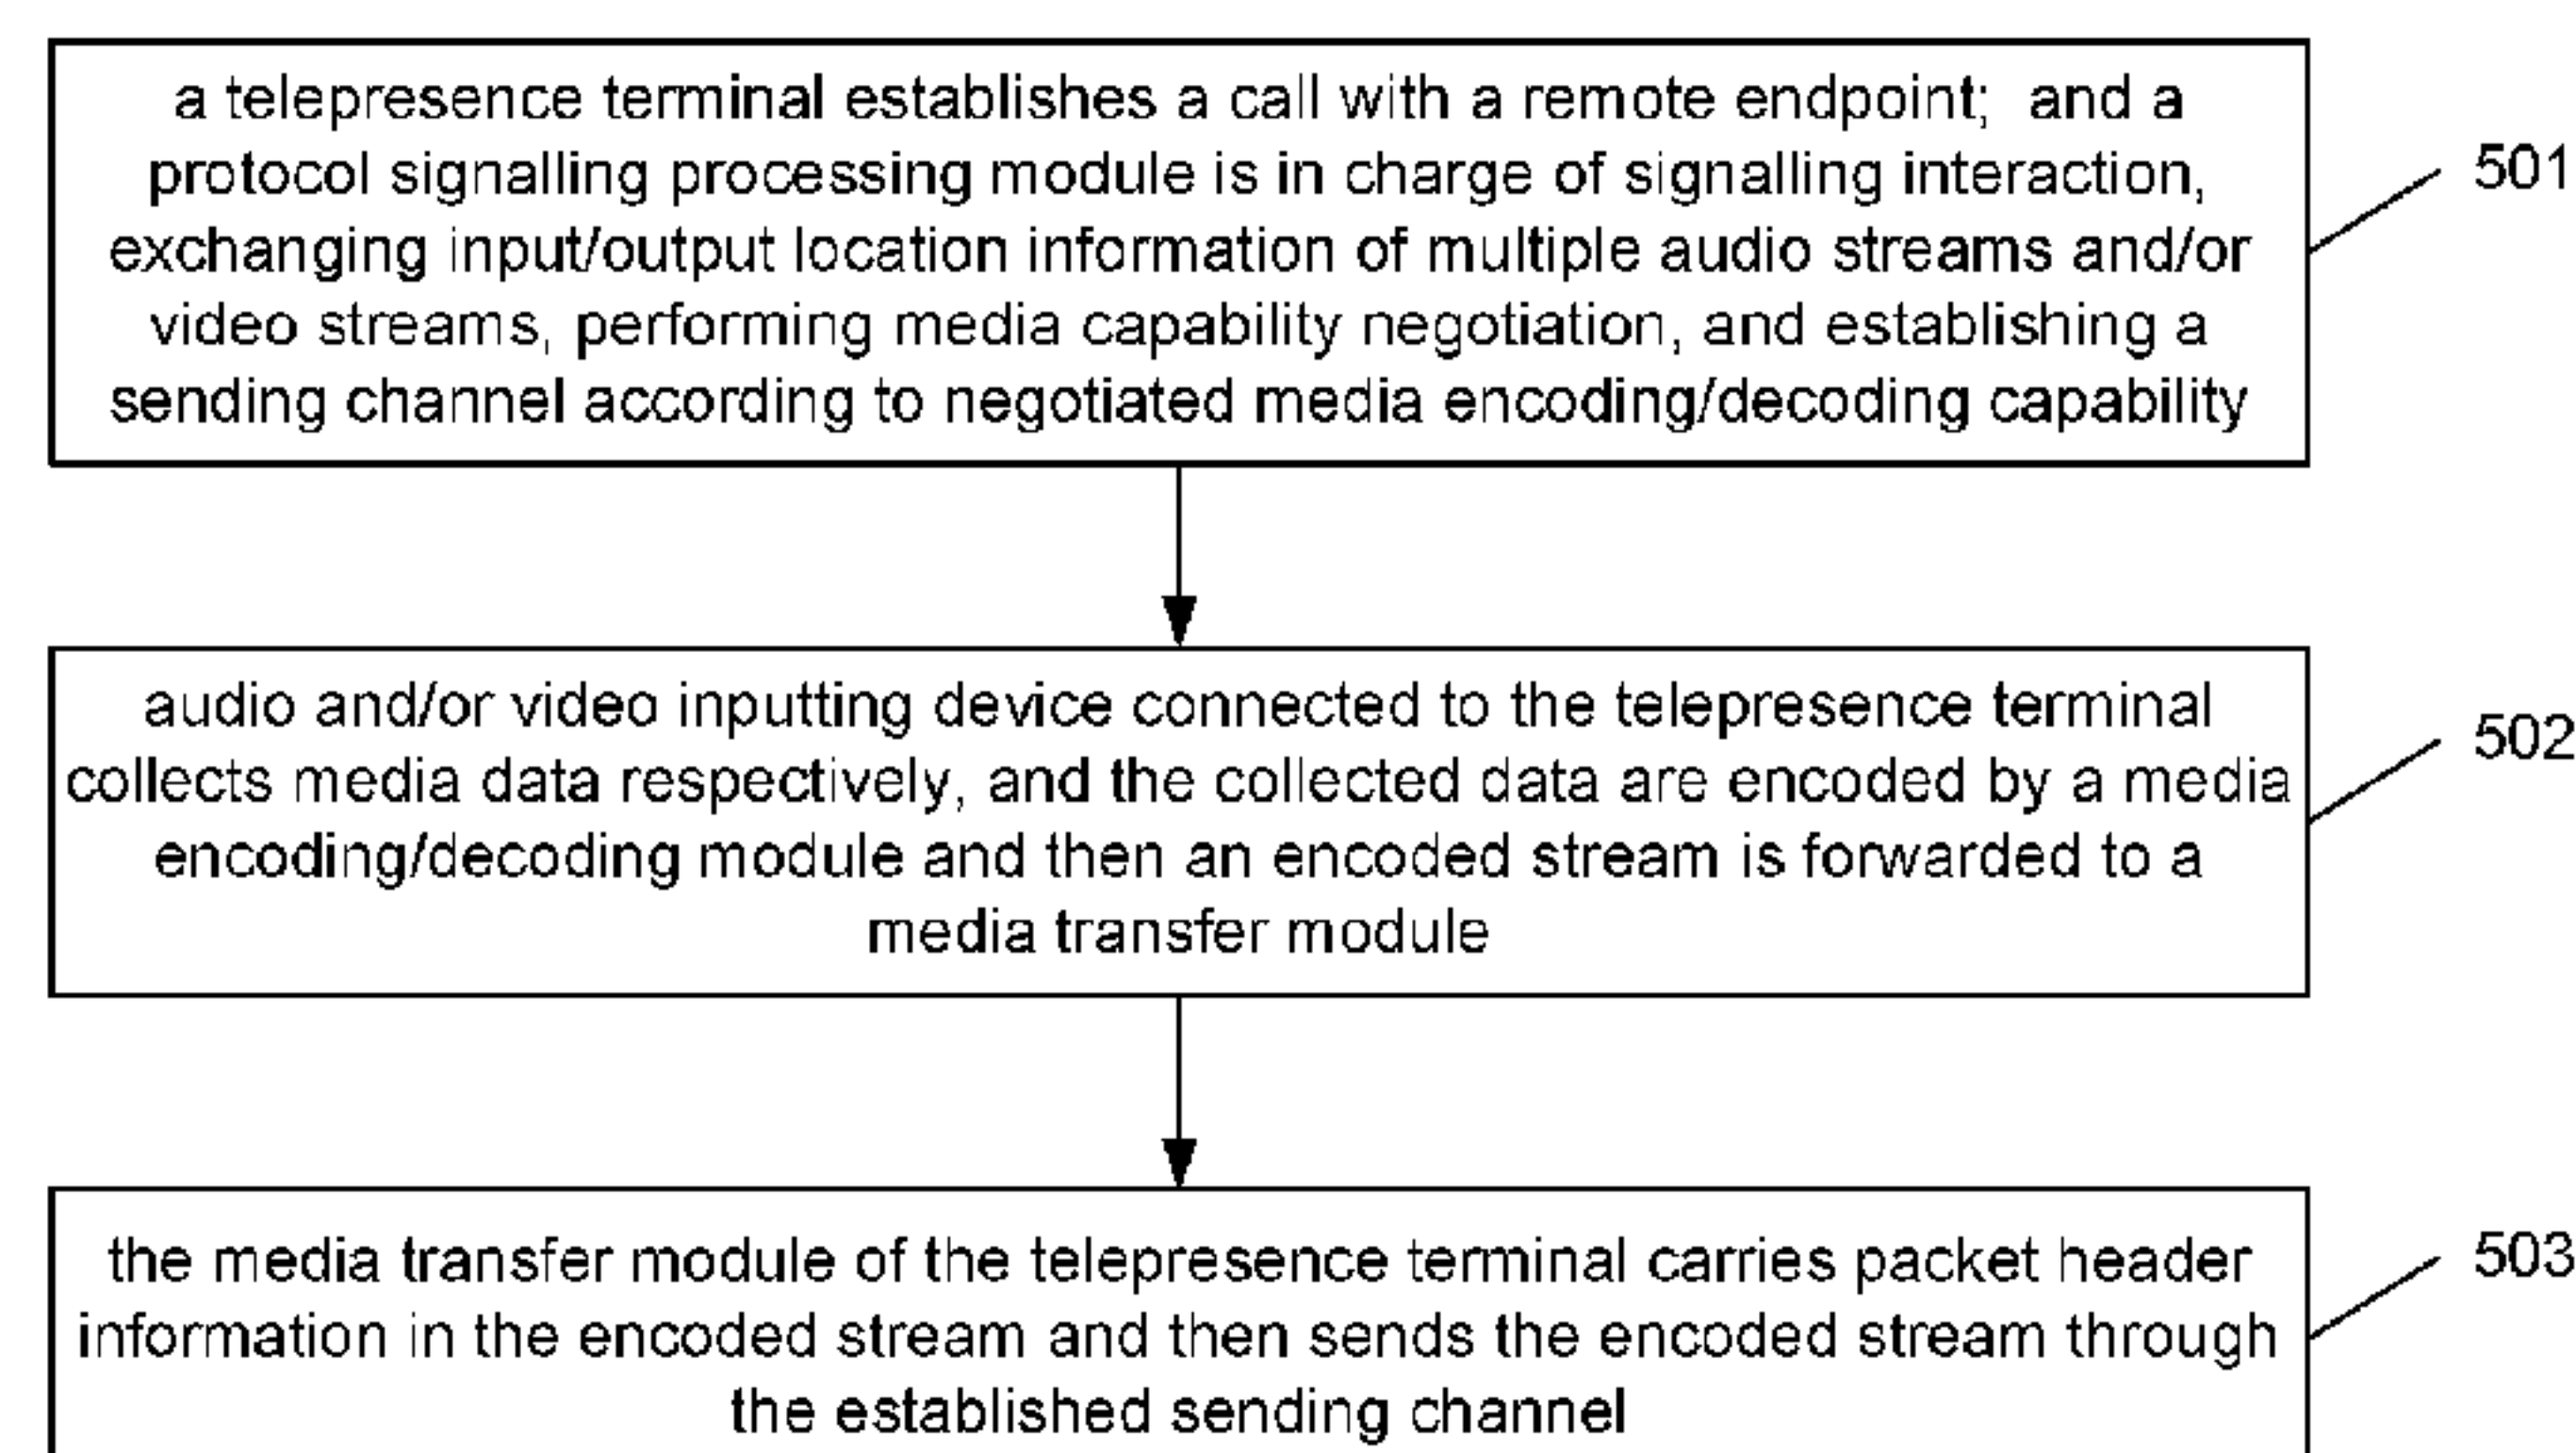 a telepresence terminal establishes a call with a remote endpoint; and a
protocol signalling processing module is in charge of signalling interaction,
exchanging input/output location information of multiple audio streams and/or
video streams, performing media capability negotiation, and establishing a
sending channel according to negotiated media encoding/decoding capability
501
audio and/or video inputting device connected to the telepresence terminal
collects media data respectively, and the collected data are encoded by a media
encoding/decoding module and then an encoded stream is forwarded to a
media transfer module
502
the media transfer module of the telepresence terminal carries packet header
information in the encoded stream and then sends the encoded stream through
the established sending channel
503